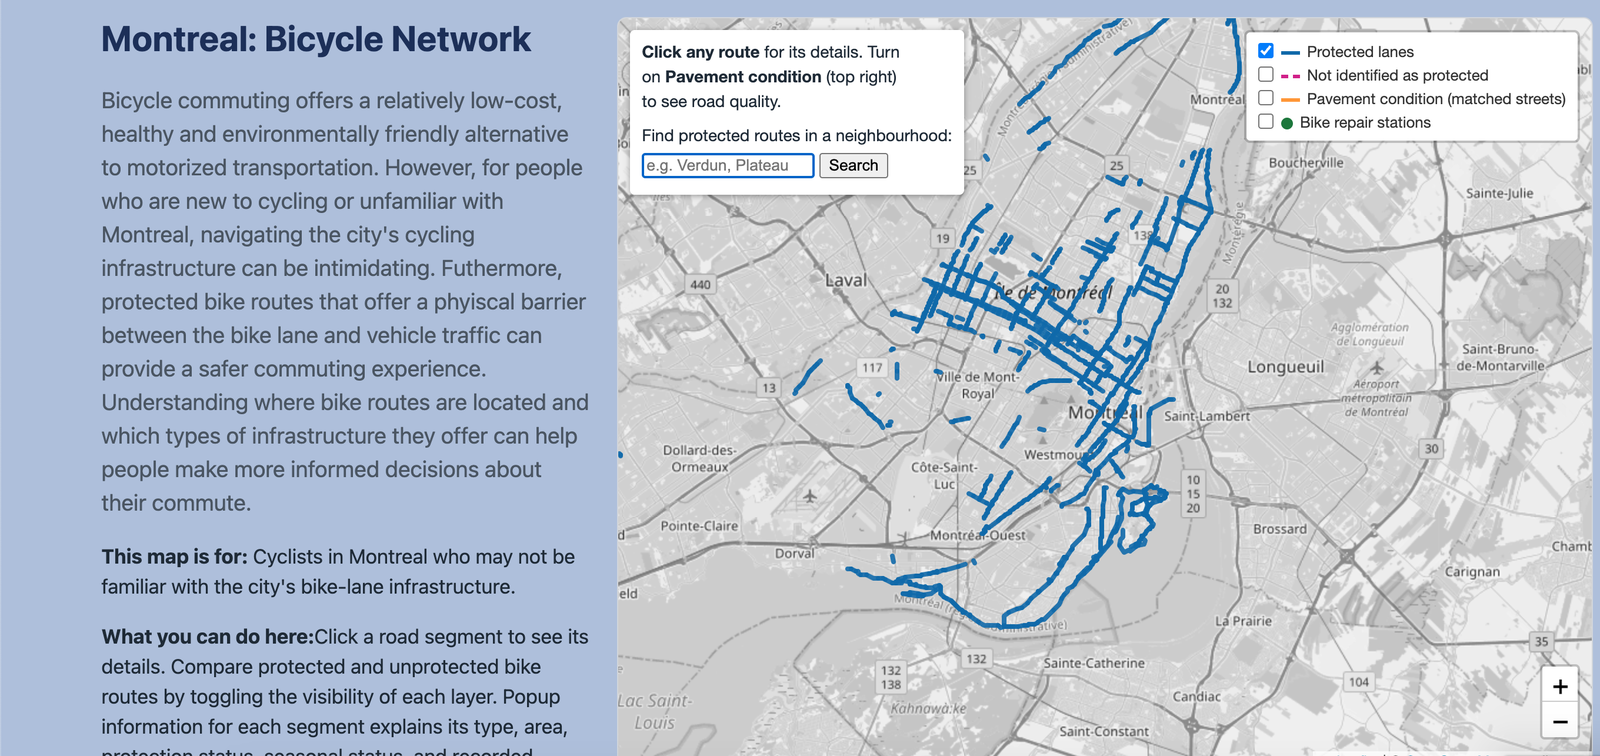 Montreal: Bicycle Network
Bicycle commuting offers a relatively low-cost,
healthy and environmentally friendly alternative
to motorized transportation. However, for people
who are new to cycling or unfamiliar with
Montreal, navigating the city's cycling
infrastructure can be intimidating. Futhermore,
protected bike routes that offer a phyiscal barrier
between the bike lane and vehicle traffic can
provide a safer commuting experience.
Understanding where bike routes are located and
which types of infrastructure they offer can help
people make more informed decisions about
their commute.
This map is for: Cyclists in Montreal who may not be
familiar with the city's bike-lane infrastructure.
What you can do here:Click a road segment to see its
details. Compare protected and unprotected bike
routes by toggling the visibility of each layer. Popup
information for each segment explains its type, area,
protection status, seasonal status, and recorded
Click any route for its details. Turn
on Pavement condition (top right)
to see road quality.
Find protected routes in a neighbourhood:
e.g. Verdun, Plateau
Search
Protected lanes
Not identified as protected
Pavement condition (matched streets)
Bike repair stations
Boucherville
Sainte-Julie
25
25
19
138
440
Laval
Île de Montréal
20
132
Montérégie
Agglomération
de Longueuil
Saint-Bruno-
de-Montarville
Longueuil
Aéroport
métropolitain
de Montréal
117
13
Ville de Mont-
Royal
Montréal
Saint-Lambert
Dollard-des-
Ormeaux
Westmount
Côte-Saint-
Luc
30
10
15
20
Pointe-Claire
Montréal-Ouest
Brossard
Dorval
Carignan
La Prairie
35
132
132
138
Sainte-Catherine
104
Candiac
Lac Saint-
Louis
Kahnawà:ke
Saint-Constant
+
−